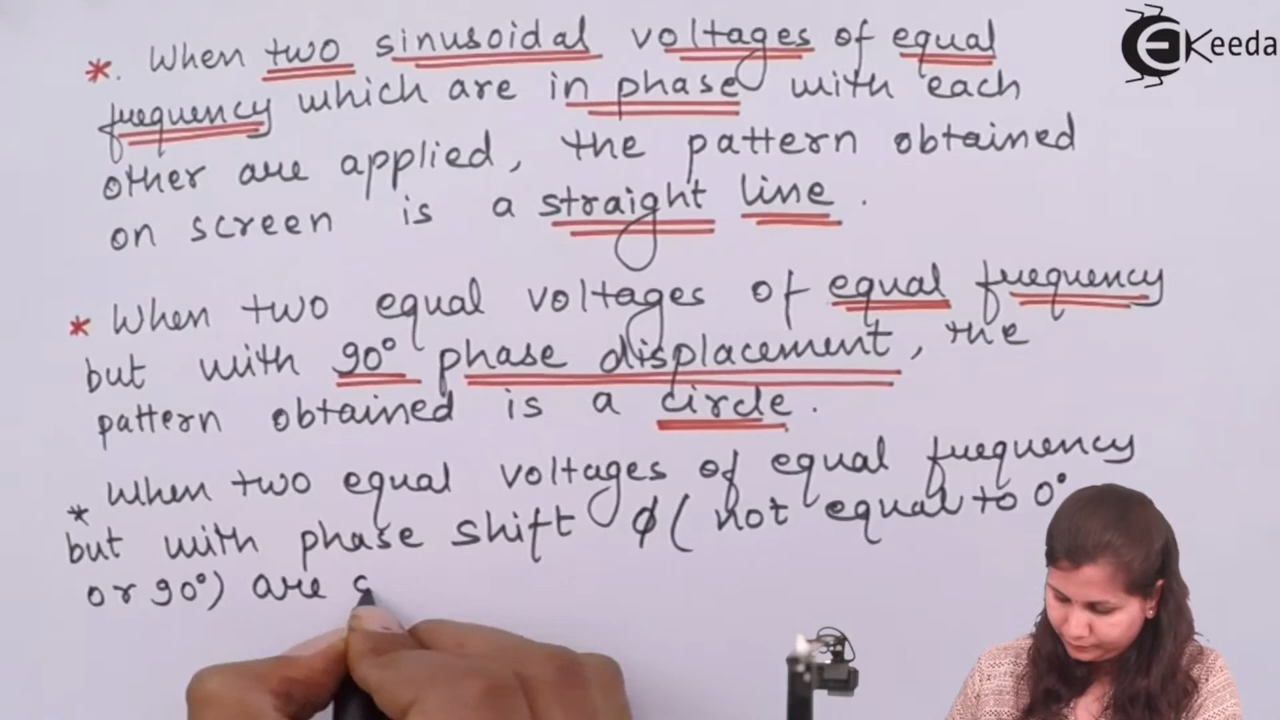 *. When two sinusoidal voltages of equal
frequency which are in phase with each
other are applied, the pattern obtained
on screen is a straight line.
* When two equal voltages of equal frequency
but with 90° phase displacement, the
pattern obtained is a circle.
* When two equal voltages of equal frequency
but with phase shift ϕ (not equal to 0°
or 90°) are
Ekeeda